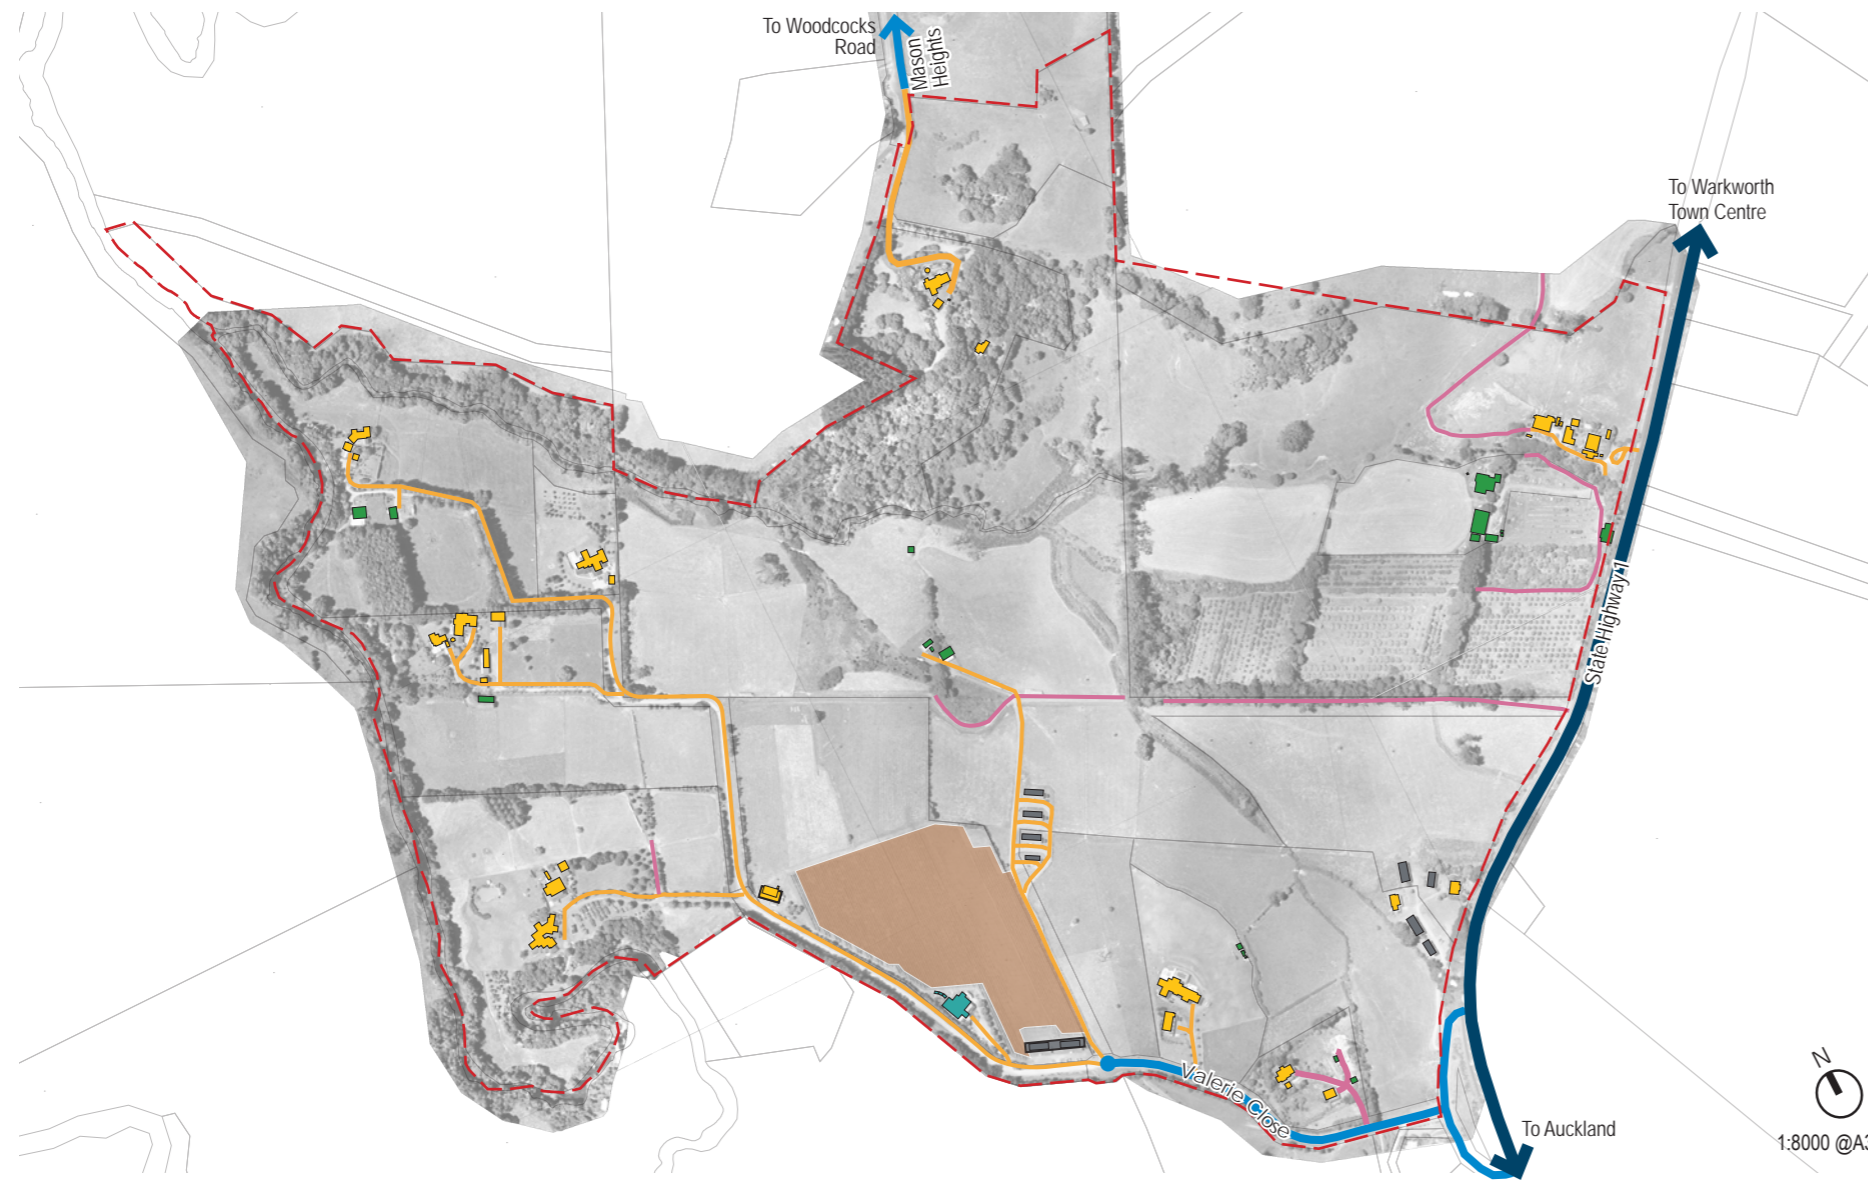 To Woodcocks
Road
Mason
Heights
To Warkworth
Town Centre
State Highway 1
Valerie Close
To Auckland
N
1:8000 @A3